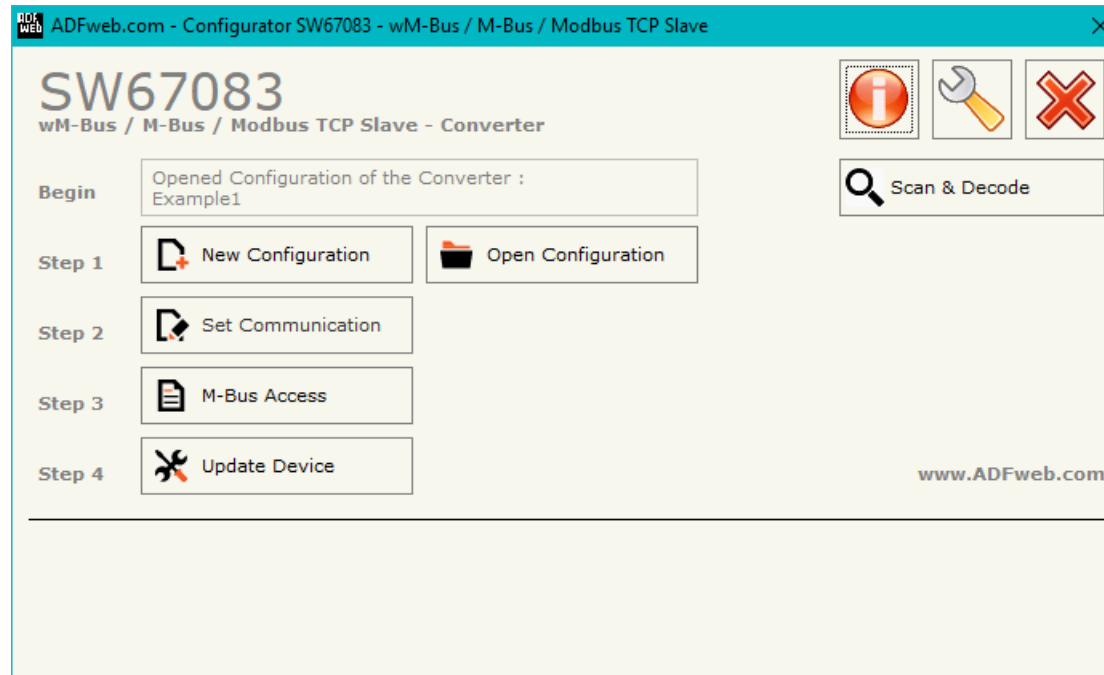 ADF
WEB
ADFweb.com - Configurator SW67083 - wM-Bus / M-Bus / Modbus TCP Slave
SW67083
wM-Bus / M-Bus / Modbus TCP Slave - Converter
Begin
Opened Configuration of the Converter :
Example1
Scan & Decode
Step 1
New Configuration
Open Configuration
Step 2
Set Communication
Step 3
M-Bus Access
Step 4
Update Device
www.ADFweb.com